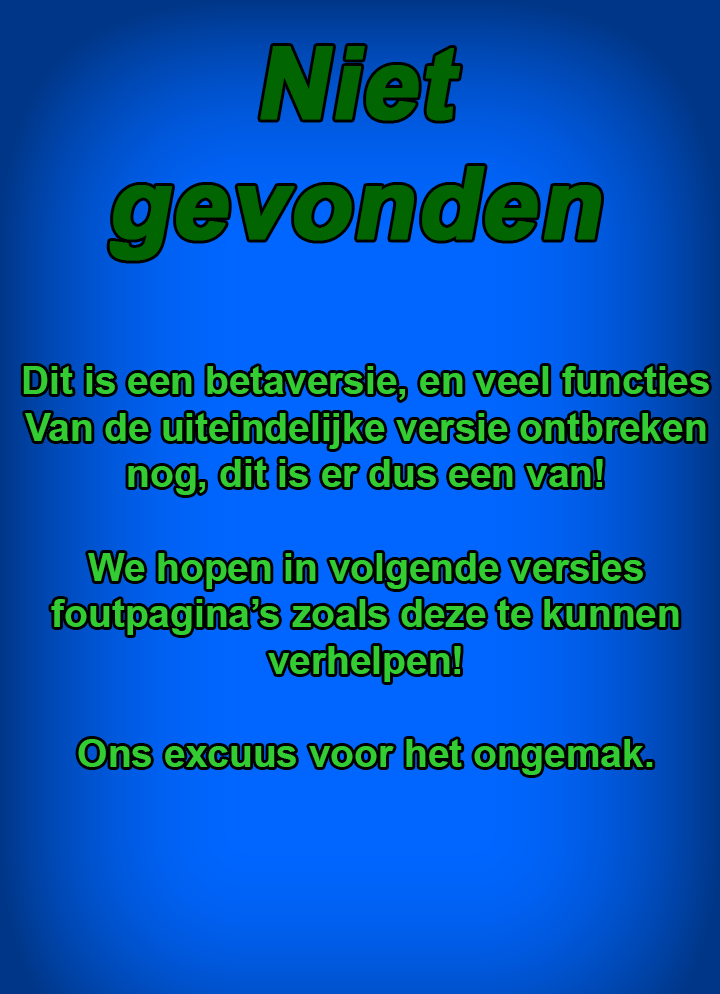 Niet
gevonden
Dit is een betaversie, en veel functies
Van de uiteindelijke versie ontbreken
nog, dit is er dus een van!
We hopen in volgende versies
foutpagina’s zoals deze te kunnen
verhelpen!
Ons excuus voor het ongemak.